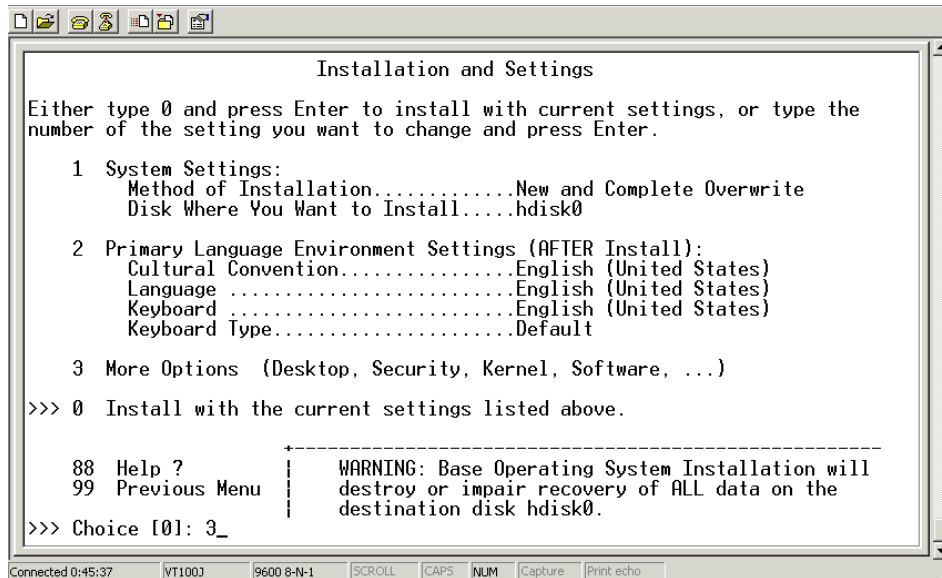 Installation and Settings
Either type 0 and press Enter to install with current settings, or type the
number of the setting you want to change and press Enter.
1 System Settings:
Method of Installation.............New and Complete Overwrite
Disk Where You Want to Install.....hdisk0
2 Primary Language Environment Settings (AFTER Install):
Cultural Convention................English (United States)
Language ..........................English (United States)
Keyboard ..........................English (United States)
Keyboard Type......................Default
3 More Options (Desktop, Security, Kernel, Software, ...)
>>> 0 Install with the current settings listed above.
+-----------------------------------------------------
88 Help ? | WARNING: Base Operating System Installation will
99 Previous Menu | destroy or impair recovery of ALL data on the
| destination disk hdisk0.
>>> Choice [0]: 3_
Connected 0:45:37 VT100J 9600 8-N-1 SCROLL CAPS NUM Capture Print echo